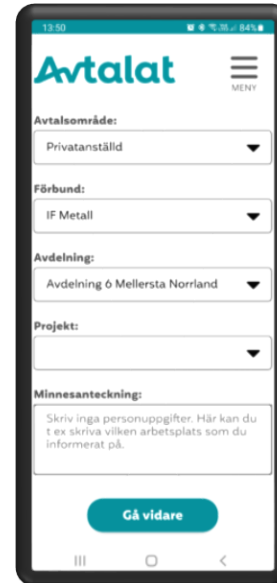 13:50
84%
Avtalat
MENY
Avtalsområde:
Privatanställd
Förbund:
IF Metall
Avdelning:
Avdelning 6 Mellersta Norrland
Projekt:
Minnesanteckning:
Skriv inga personuppgifter. Här kan du
t ex skriva vilken arbetsplats som du
informerat på.
Gå vidare